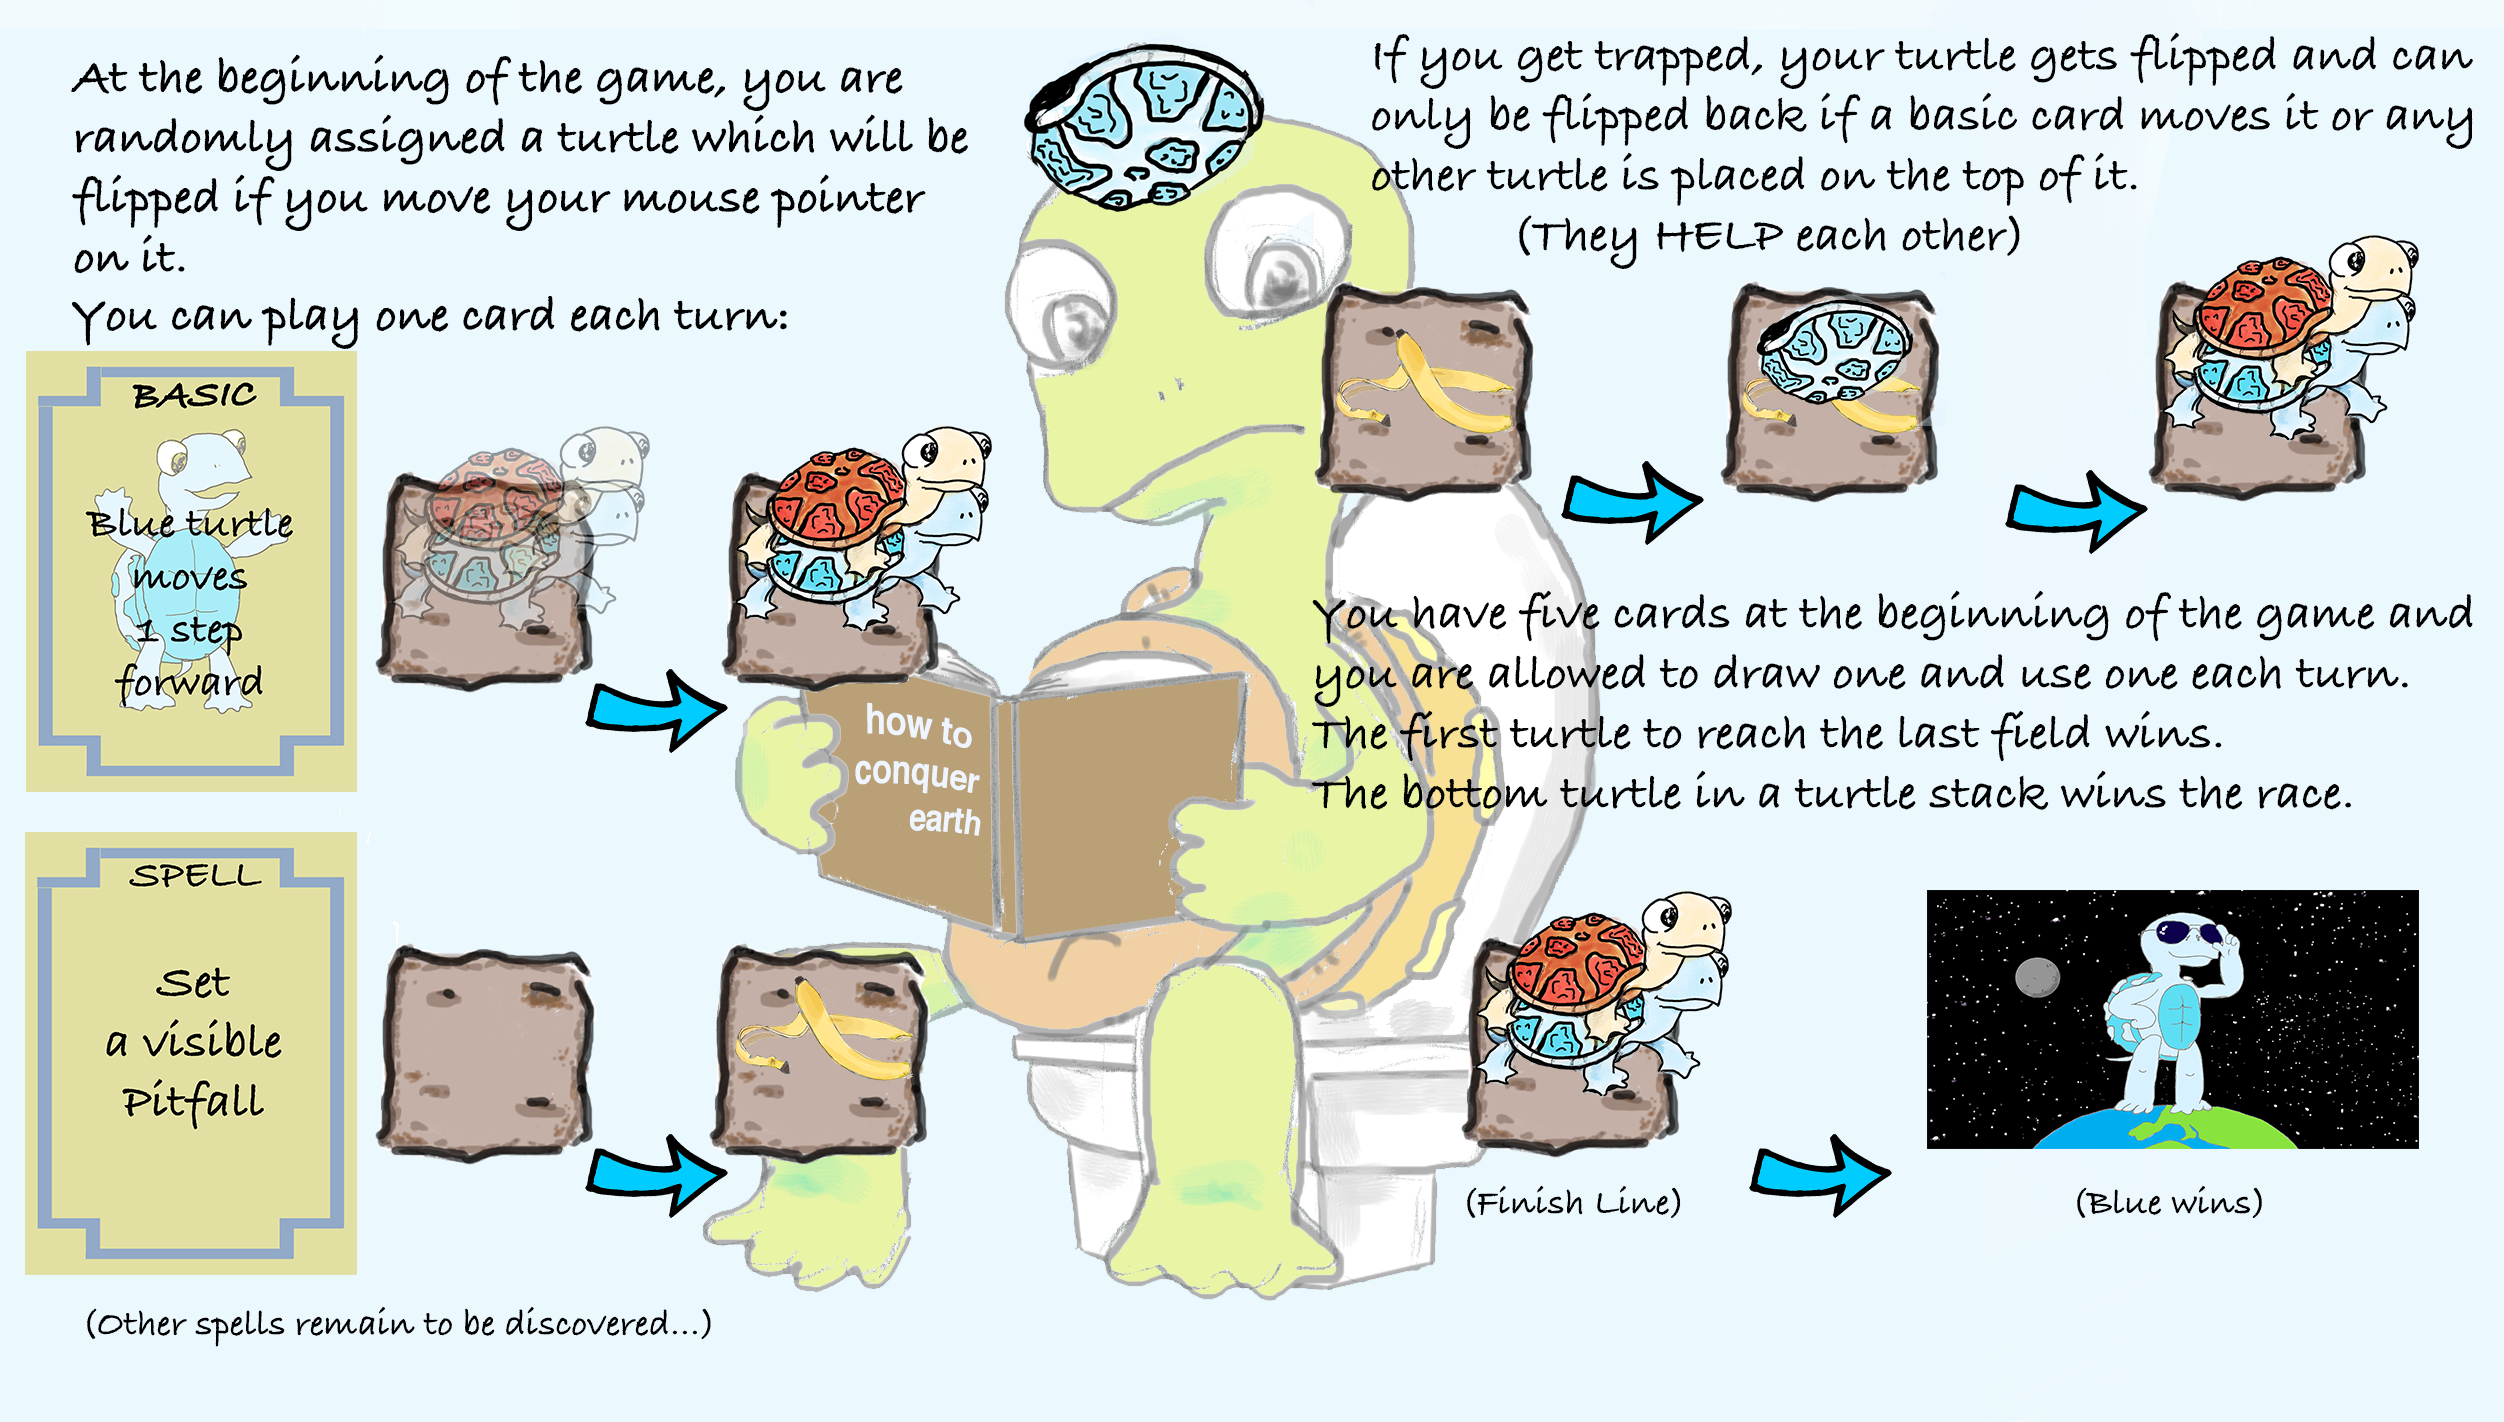 At the beginning of the game, you are
randomly assigned a turtle which will be
flipped if you move your mouse pointer
on it.
You can play one card each turn:
BASIC
Blue turtle
moves
1 step
forward
SPELL
Set
a visible
Pitfall
(Other spells remain to be discovered...)
how to
conquer
earth
If you get trapped, your turtle gets flipped and can
only be flipped back if a basic card moves it or any
other turtle is placed on the top of it.
(They HELP each other)
You have five cards at the beginning of the game and
you are allowed to draw one and use one each turn.
The first turtle to reach the last field wins.
The bottom turtle in a turtle stack wins the race.
(Finish Line)
(Blue wins)